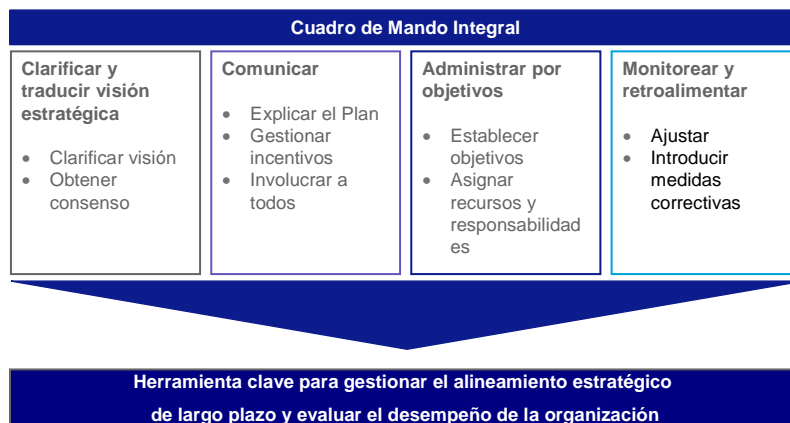 Cuadro de Mando Integral
Clarificar y
traducir visión
estratégica
• Clarificar visión
• Obtener
consenso
Comunicar
• Explicar el Plan
• Gestionar
incentivos
• Involucrar a
todos
Administrar por
objetivos
• Establecer
objetivos
• Asignar
recursos y
responsabilidad
es
Monitorear y
retroalimentar
• Ajustar
• Introducir
medidas
correctivas
Herramienta clave para gestionar el alineamiento estratégico
de largo plazo y evaluar el desempeño de la organización